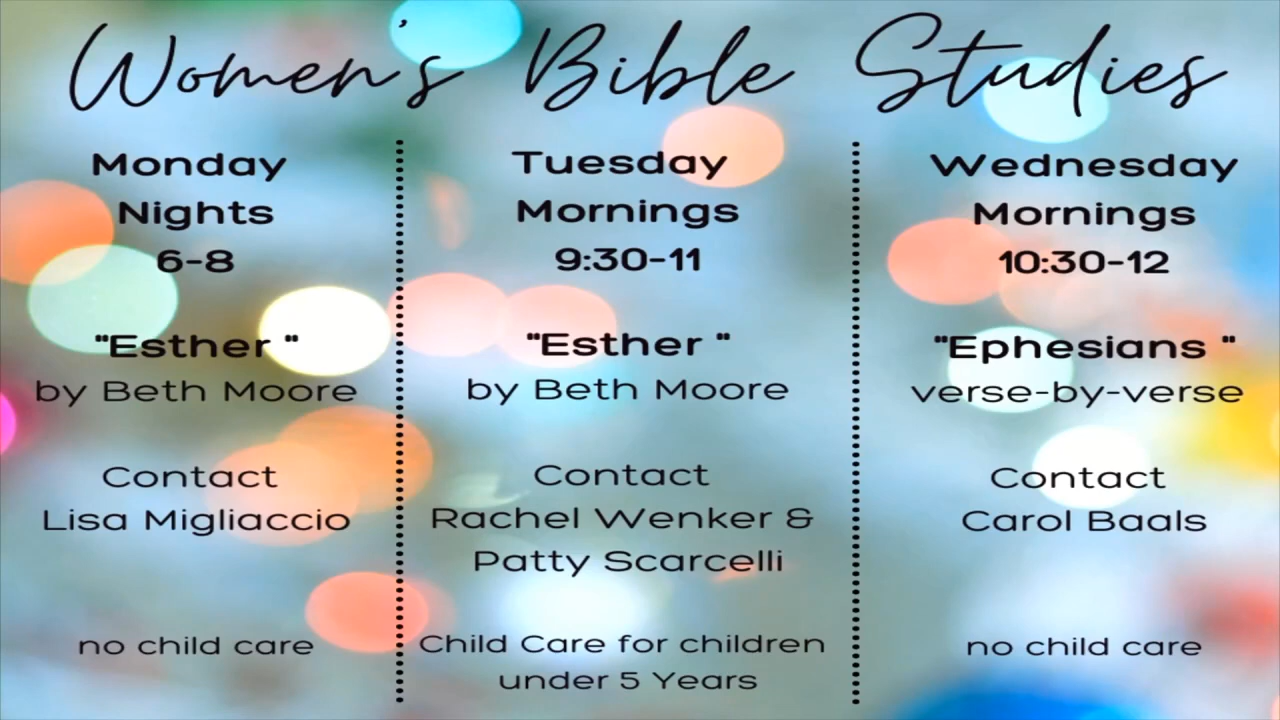 Women's Bible Studies
Monday
Nights
6-8
"Esther "
by Beth Moore
Contact
Lisa Migliaccio
no child care
Tuesday
Mornings
9:30-11
"Esther "
by Beth Moore
Contact
Rachel Wenker &
Patty Scarcelli
Child Care for children
under 5 Years
Wednesday
Mornings
10:30-12
"Ephesians "
verse-by-verse
Contact
Carol Baals
no child care